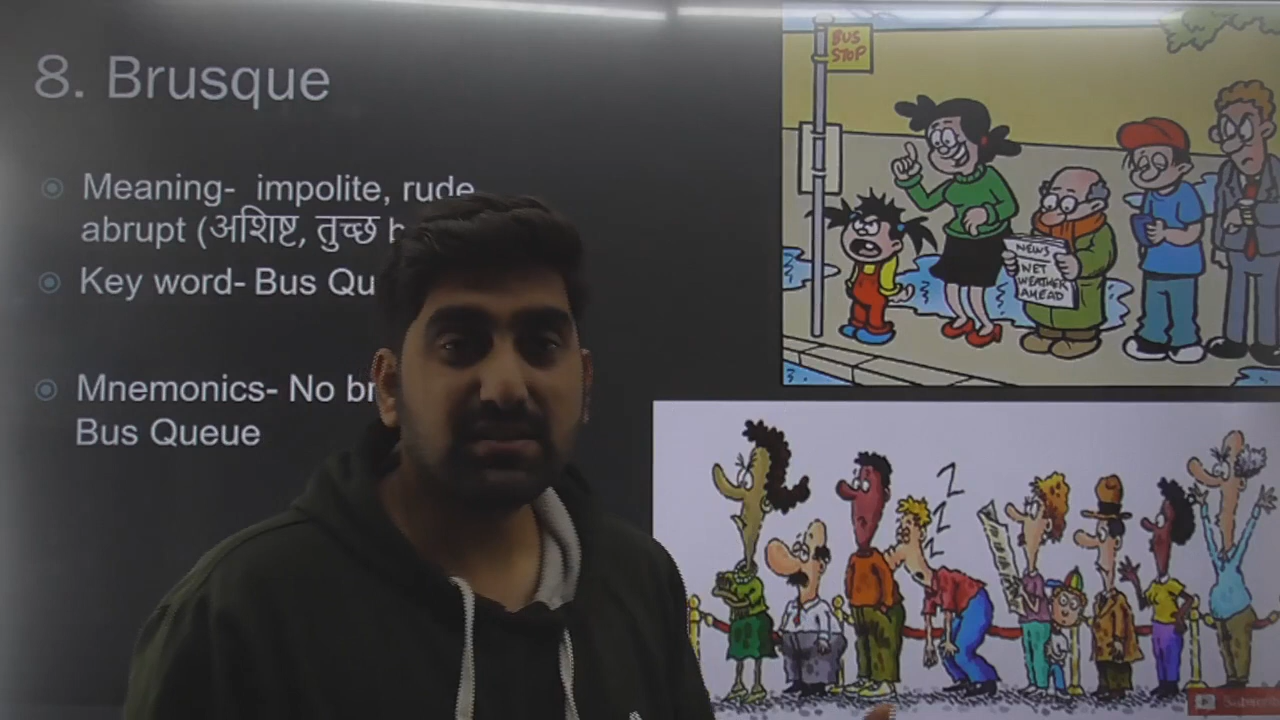 8. Brusque
Meaning- impolite, rude
abrupt (अशिष्ट, तुच्छ
Key word- Bus Qu
Mnemonics- No br
Bus Queue
BUS
STOP
NEWS
WEATHER
AHEAD